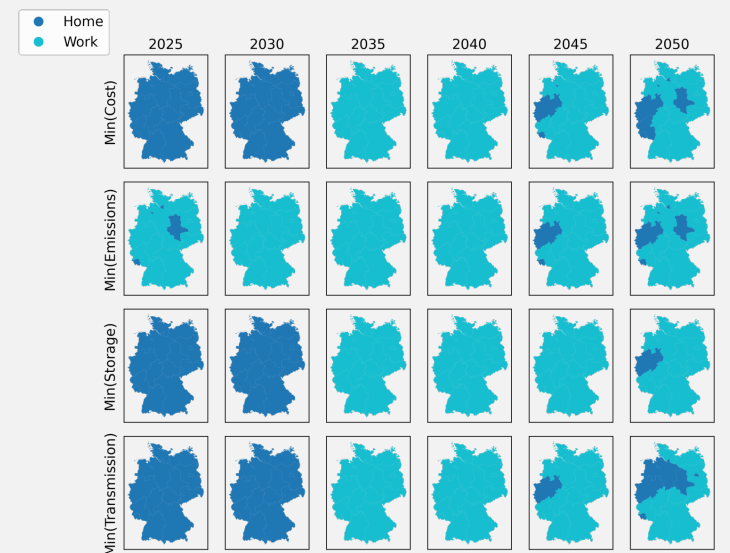 Home
Work
2025 2030 2035 2040 2045 2050
Min(Cost)
Min(Emissions)
Min(Storage)
Min(Transmission)